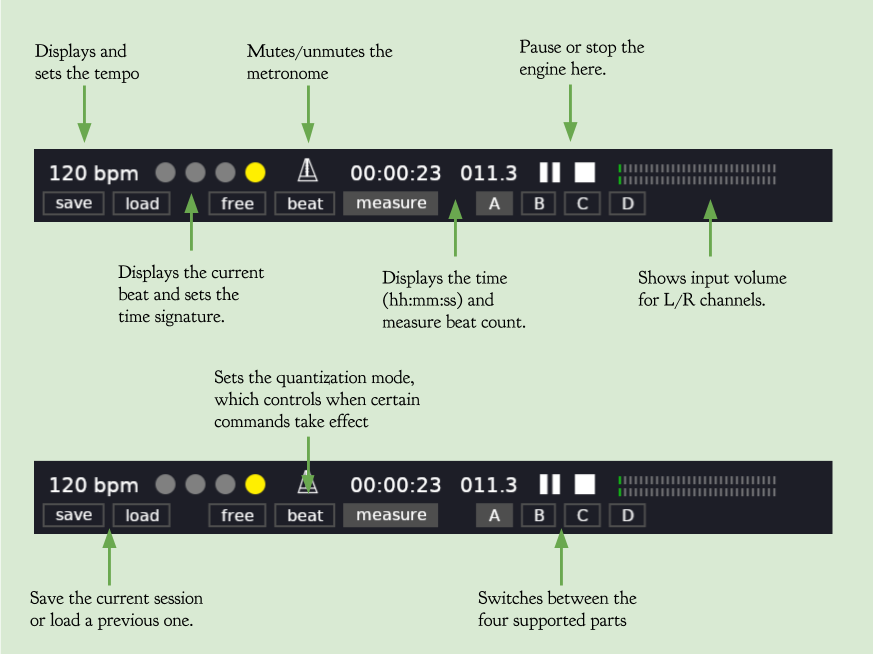 Displays and
sets the tempo
Mutes/unmutes the
metronome
Pause or stop the
engine here.
120 bpm 00:00:23 011.3
save load free beat measure A B C D
Displays the current
beat and sets the
time signature.
Displays the time
(hh:mm:ss) and
measure beat count.
Shows input volume
for L/R channels.
Sets the quantization mode,
which controls when certain
commands take effect
120 bpm 00:00:23 011.3
save load free beat measure A B C D
Save the current session
or load a previous one.
Switches between the
four supported parts